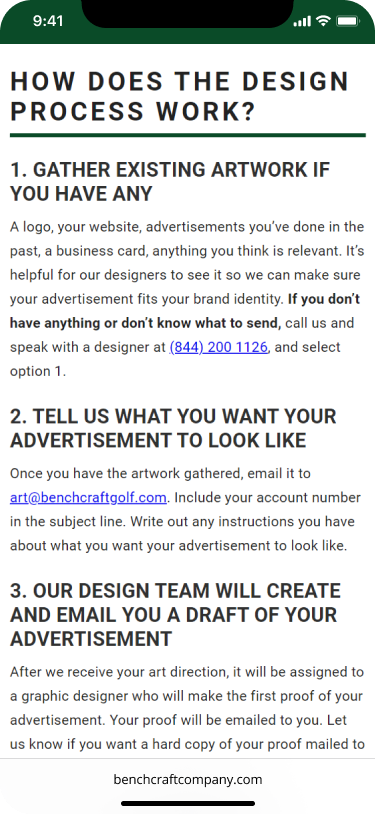 9:41
HOW DOES THE DESIGN
PROCESS WORK?
1. GATHER EXISTING ARTWORK IF
YOU HAVE ANY
A logo, your website, advertisements you’ve done in the
past, a business card, anything you think is relevant. It’s
helpful for our designers to see it so we can make sure
your advertisement fits your brand identity. If you don’t
have anything or don’t know what to send, call us and
speak with a designer at (844) 200 1126, and select
option 1.
2. TELL US WHAT YOU WANT YOUR
ADVERTISEMENT TO LOOK LIKE
Once you have the artwork gathered, email it to
art@benchcraftgolf.com. Include your account number
in the subject line. Write out any instructions you have
about what you want your advertisement to look like.
3. OUR DESIGN TEAM WILL CREATE
AND EMAIL YOU A DRAFT OF YOUR
ADVERTISEMENT
After we receive your art direction, it will be assigned to
a graphic designer who will make the first proof of your
advertisement. Your proof will be emailed to you. Let
us know if you want a hard copy of your proof mailed to
benchcraftcompany.com